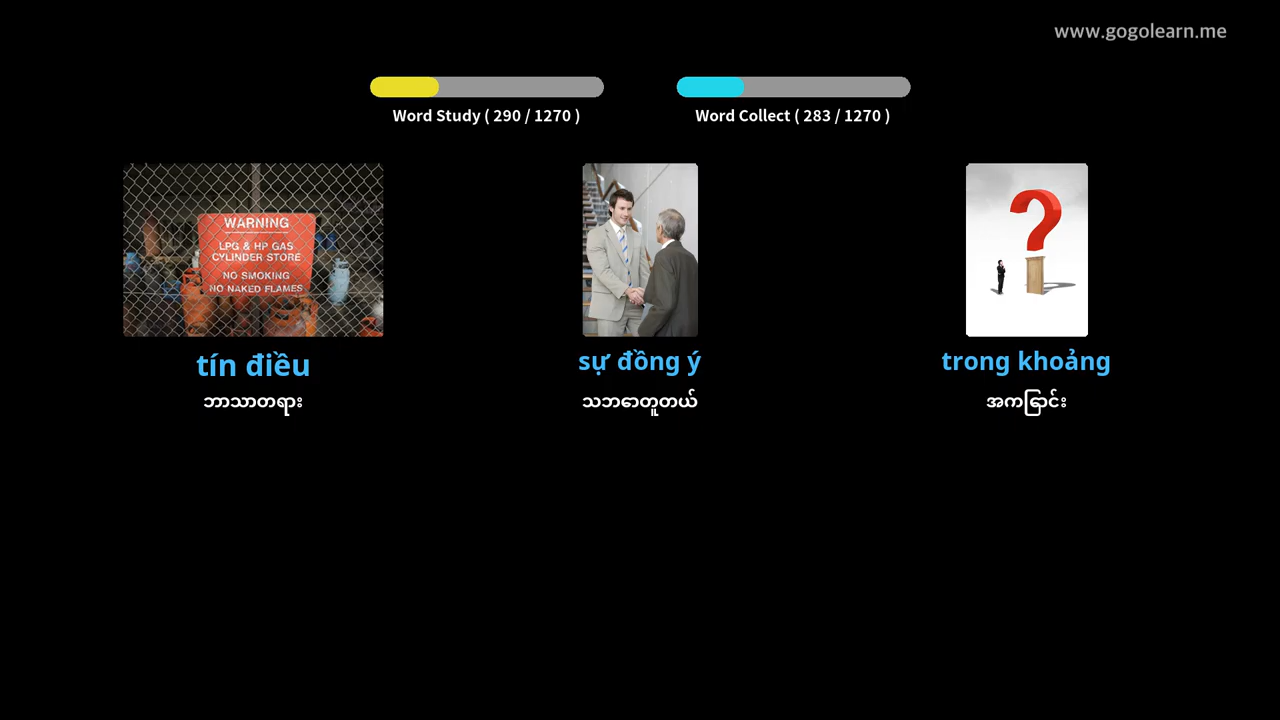 www.gogolearn.me
Word Study ( 290 / 1270 )
Word Collect ( 283 / 1270 )
WARNING
LPG & HP GAS
CYLINDER STORE
NO SMOKING
NO NAKED FLAMES
tín điều
sự đồng ý
trong khoảng
ဘာသာတရား
သဘောတူတယ်
အကြောင်း